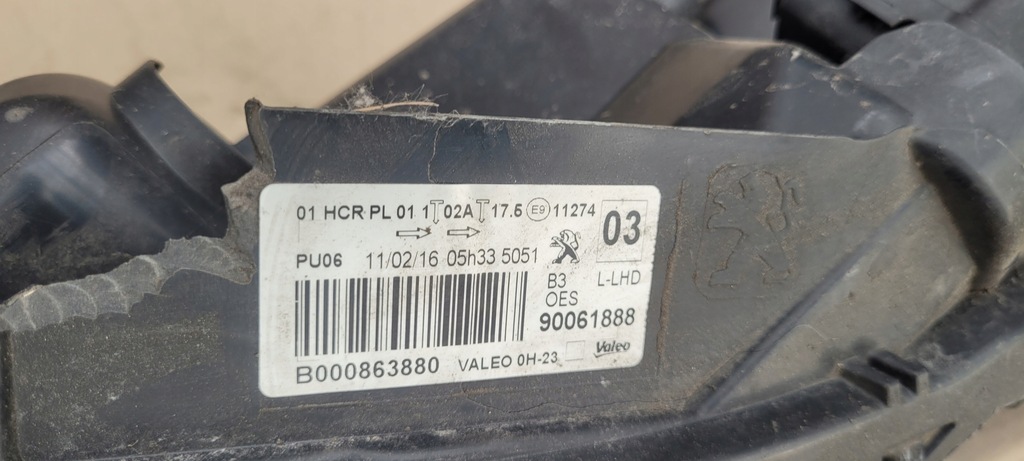 01 HCR PL 01 1T 02A T 17.5 E9 11274
03
PU06 11/02/16 05h33 5051
B3 L-LHD
OES
90061888
B000863880 VALEO 0H-23 Valeo